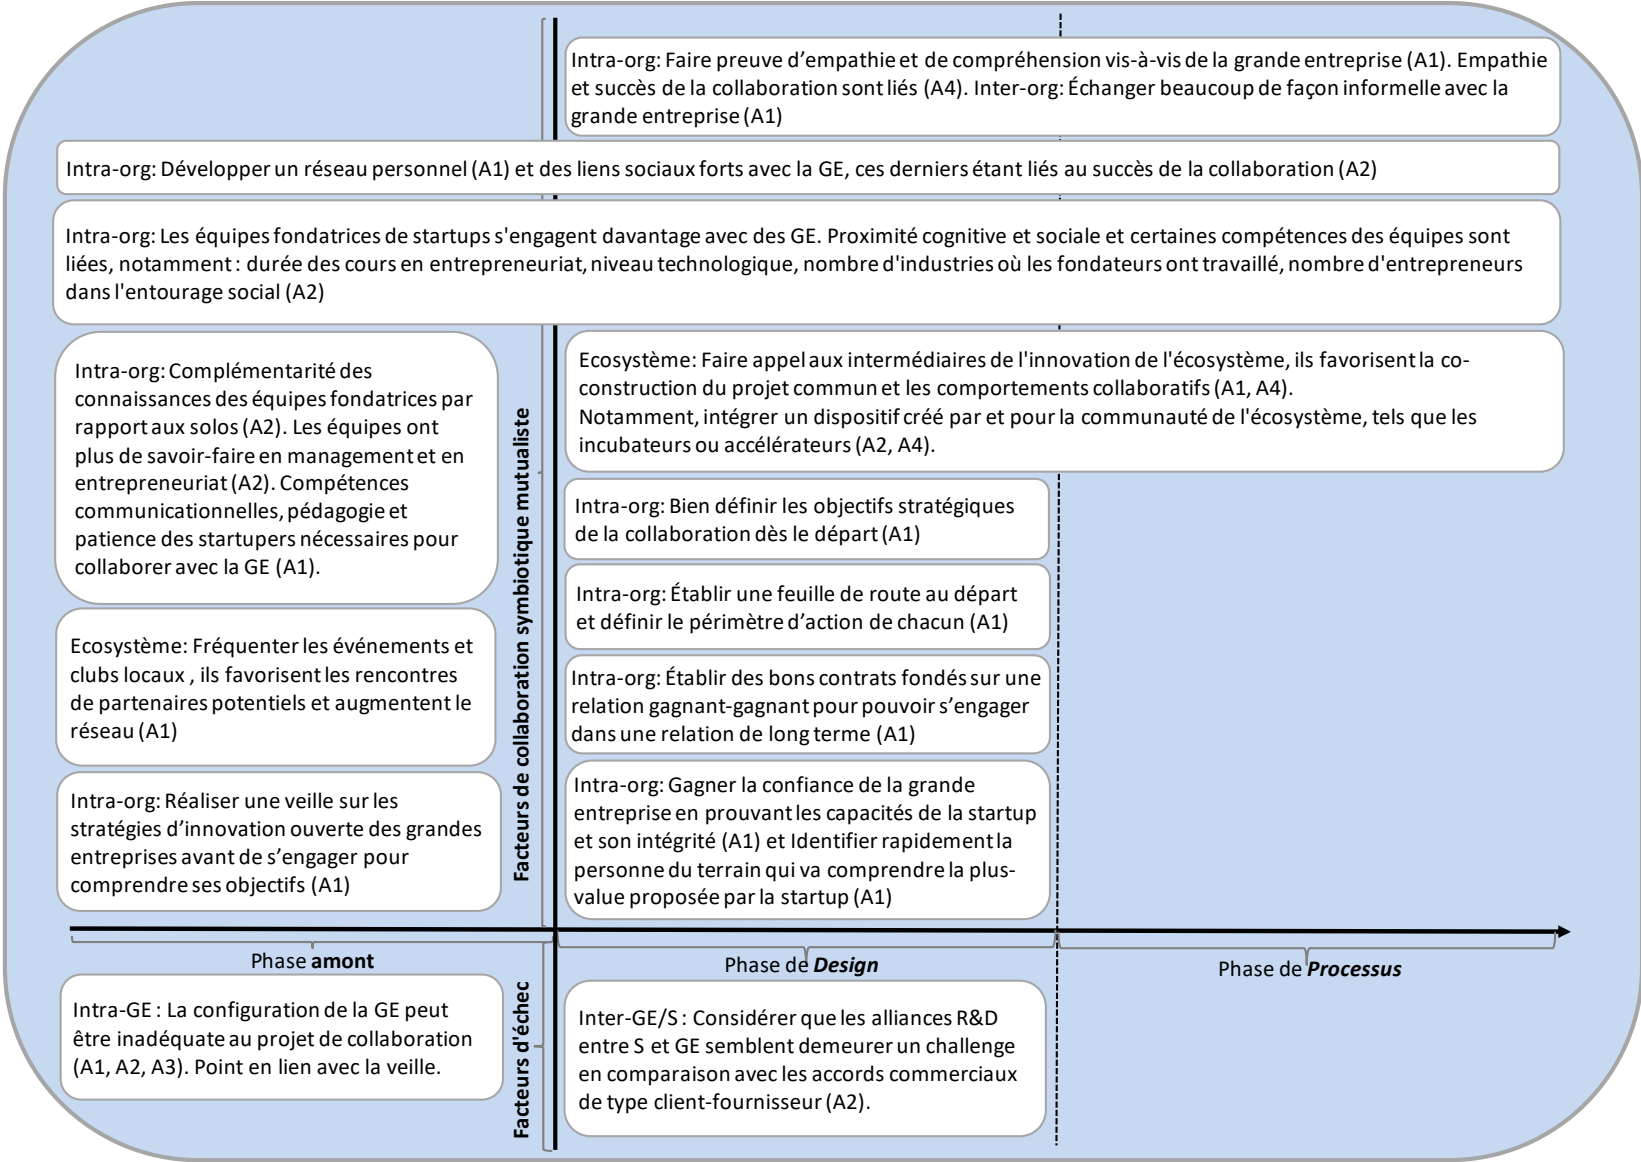 Intra-org: Faire preuve d’empathie et de compréhension vis-à-vis de la grande entreprise (A1). Empathie
et succès de la collaboration sont liés (A4). Inter-org: Échanger beaucoup de façon informelle avec la
grande entreprise (A1)
Intra-org: Développer un réseau personnel (A1) et des liens sociaux forts avec la GE, ces derniers étant liés au succès de la collaboration (A2)
Intra-org: Les équipes fondatrices de startups s'engagent davantage avec des GE. Proximité cognitive et sociale et certaines compétences des équipes sont
liées, notamment : durée des cours en entrepreneuriat, niveau technologique, nombre d'industries où les fondateurs ont travaillé, nombre d'entrepreneurs
dans l'entourage social (A2)
Intra-org: Complémentarité des
connaissances des équipes fondatrices par
rapport aux solos (A2). Les équipes ont
plus de savoir-faire en management et en
entrepreneuriat (A2). Compétences
communicationnelles, pédagogie et
patience des startupers nécessaires pour
collaborer avec la GE (A1).
Ecosystème: Fréquenter les événements et
clubs locaux , ils favorisent les rencontres
de partenaires potentiels et augmentent le
réseau (A1)
Intra-org: Réaliser une veille sur les
stratégies d’innovation ouverte des grandes
entreprises avant de s’engager pour
comprendre ses objectifs (A1)
Facteurs de collaboration symbiotique mutualiste
Ecosystème: Faire appel aux intermédiaires de l'innovation de l'écosystème, ils favorisent la co-
construction du projet commun et les comportements collaboratifs (A1, A4).
Notamment, intégrer un dispositif créé par et pour la communauté de l'écosystème, tels que les
incubateurs ou accélérateurs (A2, A4).
Intra-org: Bien définir les objectifs stratégiques
de la collaboration dès le départ (A1)
Intra-org: Établir une feuille de route au départ
et définir le périmètre d’action de chacun (A1)
Intra-org: Établir des bons contrats fondés sur une
relation gagnant-gagnant pour pouvoir s’engager
dans une relation de long terme (A1)
Intra-org: Gagner la confiance de la grande
entreprise en prouvant les capacités de la startup
et son intégrité (A1) et Identifier rapidement la
personne du terrain qui va comprendre la plus-
value proposée par la startup (A1)
Phase amont
Phase de Design
Phase de Processus
Intra-GE : La configuration de la GE peut
être inadéquate au projet de collaboration
(A1, A2, A3). Point en lien avec la veille.
Facteurs d'échec
Inter-GE/S : Considérer que les alliances R&D
entre S et GE semblent demeurer un challenge
en comparaison avec les accords commerciaux
de type client-fournisseur (A2).